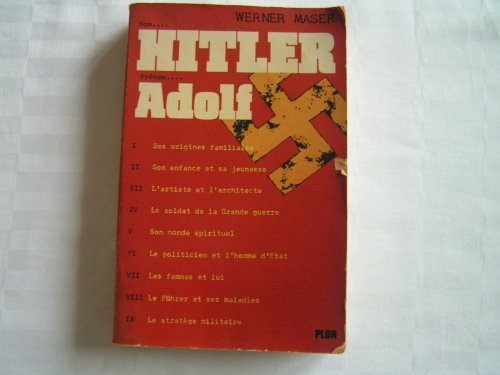 WERNER MASER
Nom....
HITLER
Prénom....
Adolf
I Ses origines familiales
II Son enfance et sa jeunesse
III L'artiste et l'architecte
IV Le soldat de la Grande guerre
V Son monde spirituel
VI Le politicien et l'homme d'Etat
VII Les femmes et lui
VIII Le Führer et ses maladies
IX Le stratège militaire
PLON